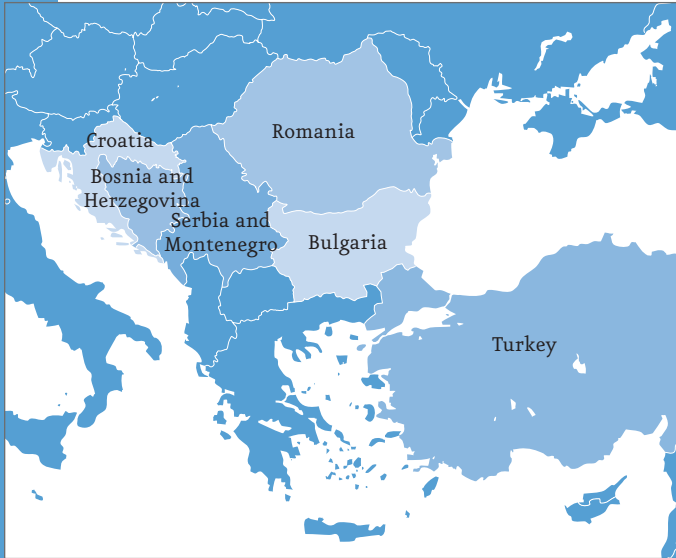 Romania
Croatia
Bosnia and
Herzegovina
Serbia and
Montenegro
Bulgaria
Turkey